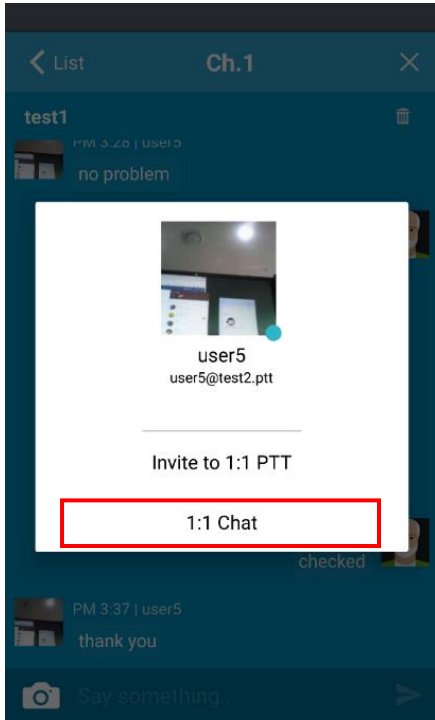 List
Ch.1
test1
PM 3:28 | user5
no problem
user5
user5@test2.ptt
Invite to 1:1 PTT
1:1 Chat
checked
PM 3:37 | user5
thank you
Say something...